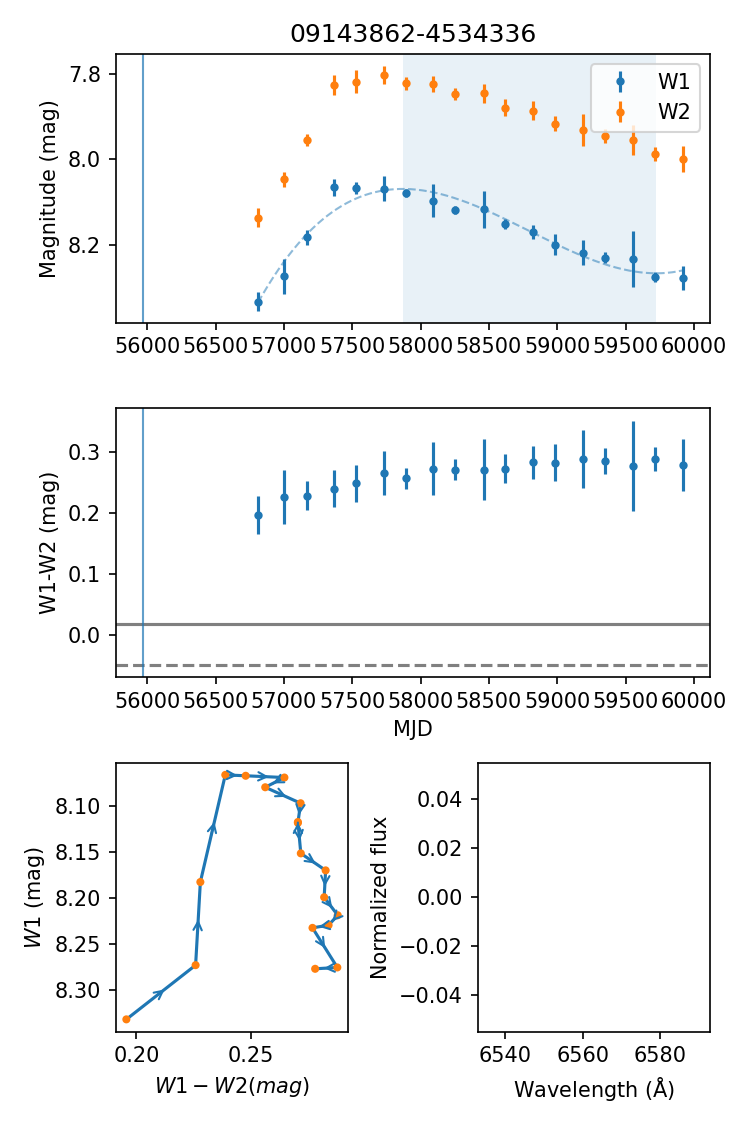 09143862-4534336
Magnitude (mag)
7.8
8.0
8.2
W1
W2
56000 56500 57000 57500 58000 58500 59000 59500 60000
W1-W2 (mag)
0.3
0.2
0.1
0.0
56000 56500 57000 57500 58000 58500 59000 59500 60000
MJD
W1 (mag)
8.10
8.15
8.20
8.25
8.30
0.20 0.25
W1 − W2(mag)
Normalized flux
0.04
0.02
0.00
−0.02
−0.04
6540 6560 6580
Wavelength (Å)